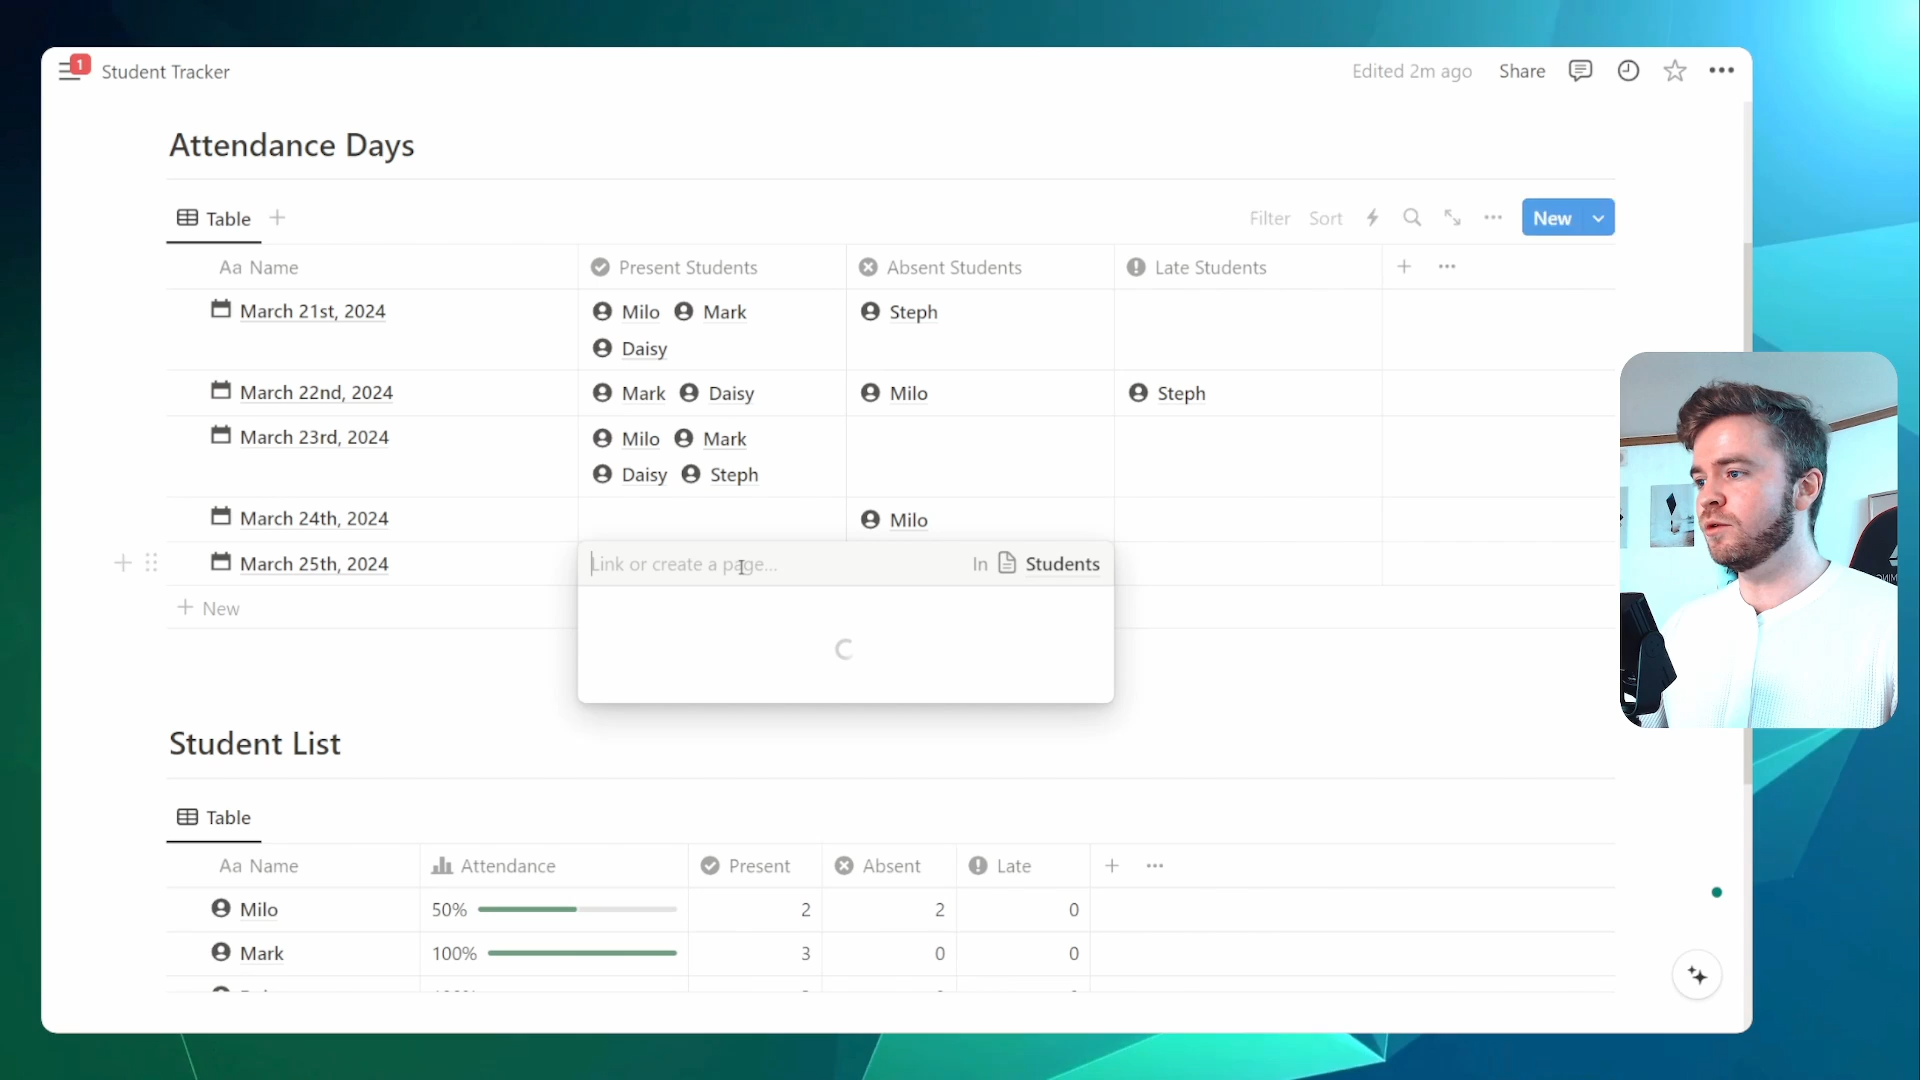 1
Student Tracker
Edited 2m ago
Share
Attendance Days
Table
Filter
Sort
New
Aa Name
Present Students
Absent Students
Late Students
March 21st, 2024
Milo
Mark
Steph
Daisy
March 22nd, 2024
Mark
Daisy
Milo
Steph
March 23rd, 2024
Milo
Mark
Daisy
Steph
March 24th, 2024
Milo
March 25th, 2024
Link or create a page...
In
Students
New
Student List
Table
Aa Name
Attendance
Present
Absent
Late
Milo
50%
2
2
0
Mark
100%
3
0
0